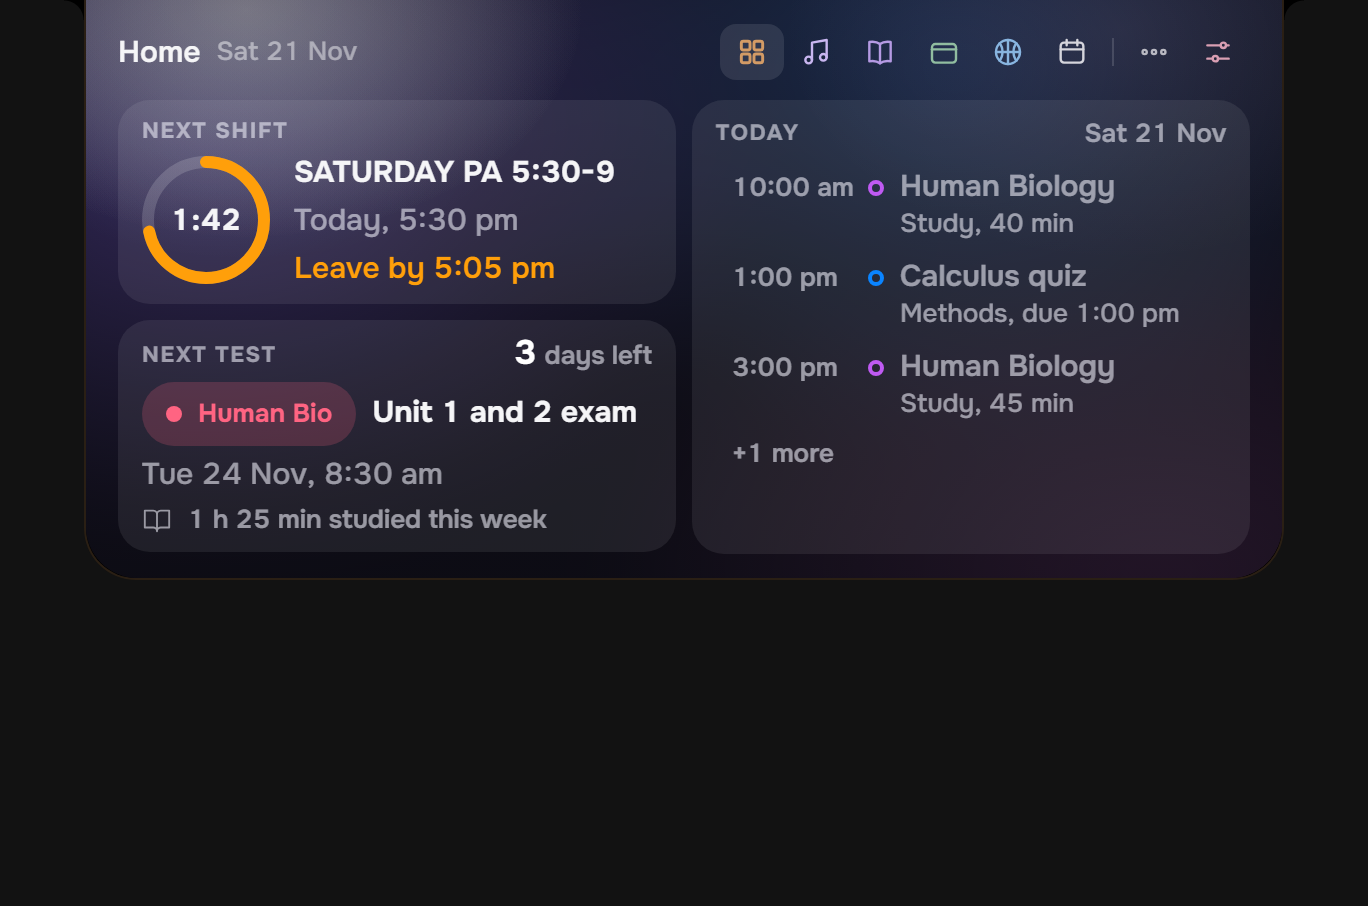 Home Sat 21 Nov
NEXT SHIFT
1:42
SATURDAY PA 5:30-9
Today, 5:30 pm
Leave by 5:05 pm
NEXT TEST
3 days left
Human Bio
Unit 1 and 2 exam
Tue 24 Nov, 8:30 am
1 h 25 min studied this week
TODAY
Sat 21 Nov
10:00 am Human Biology
Study, 40 min
1:00 pm Calculus quiz
Methods, due 1:00 pm
3:00 pm Human Biology
Study, 45 min
+1 more